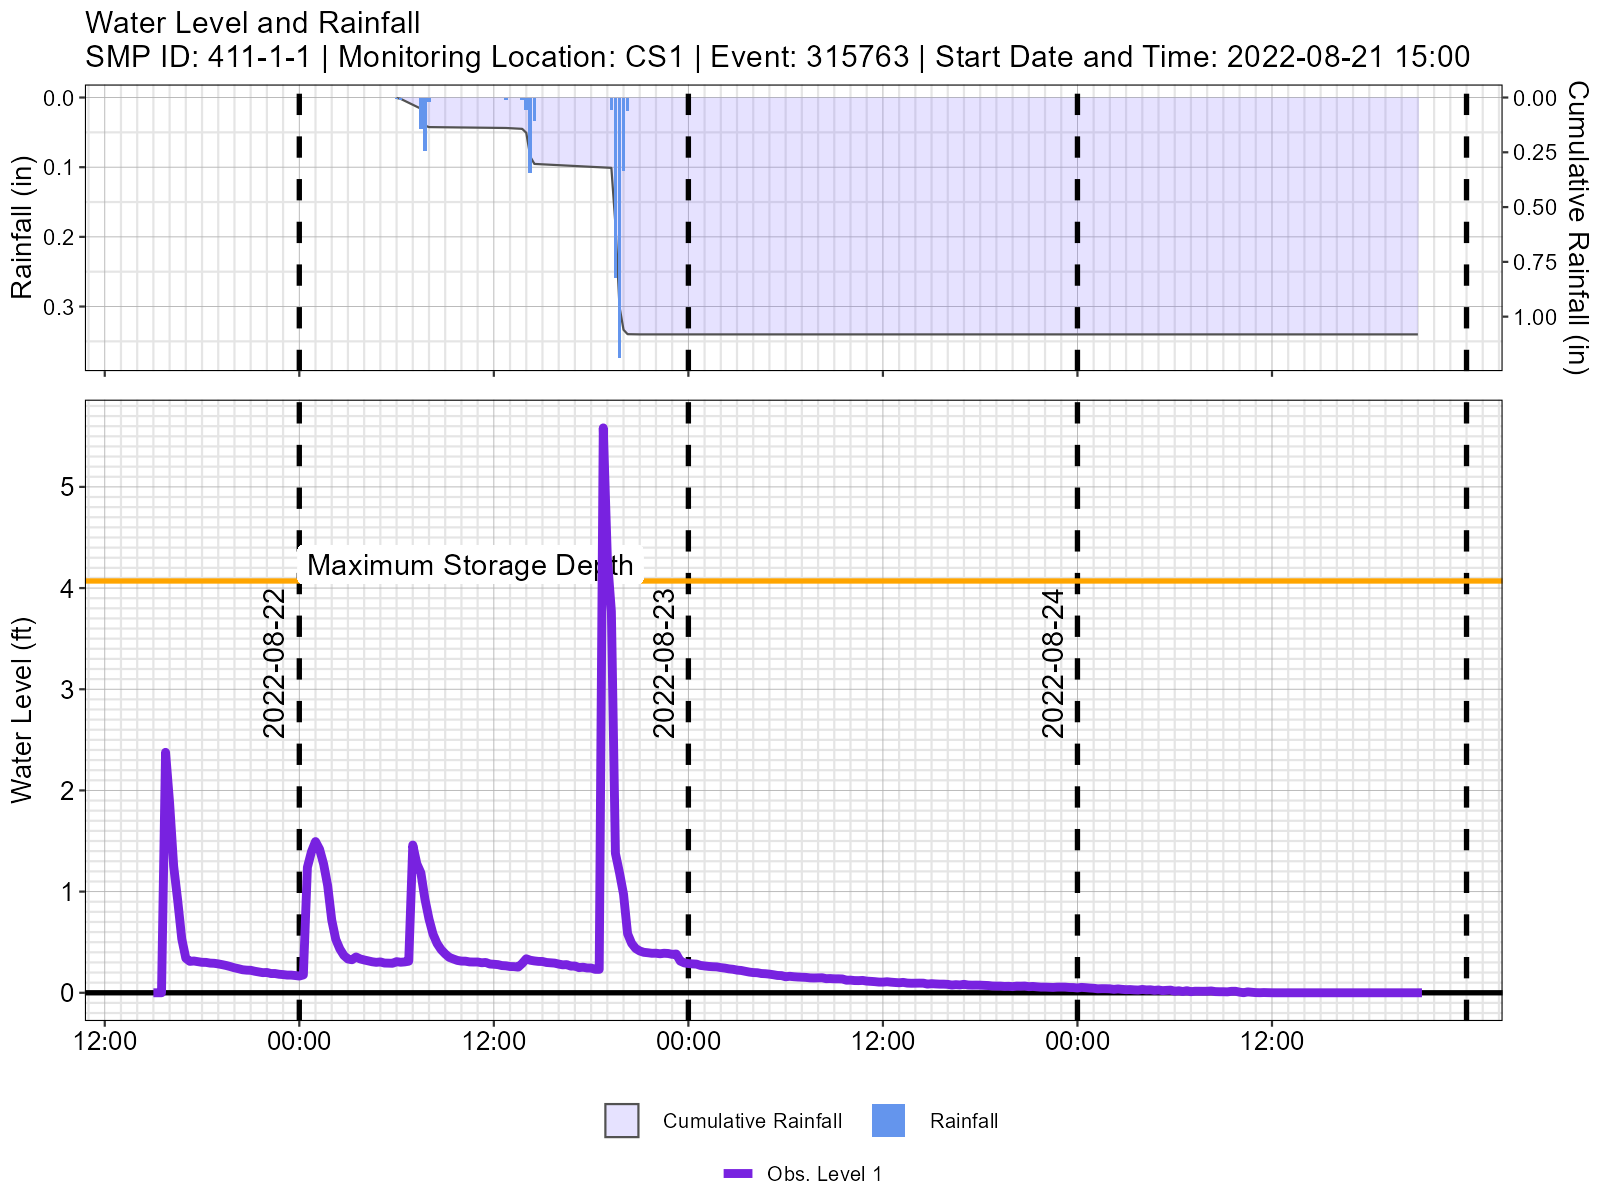 Water Level and Rainfall
SMP ID: 411-1-1 | Monitoring Location: CS1 | Event: 315763 | Start Date and Time: 2022-08-21 15:00
Rainfall (in)
0.0
0.1
0.2
0.3
0.00
0.25
0.50
0.75
1.00
Cumulative Rainfall (in)
Water Level (ft)
5
4
3
2
1
0
Maximum Storage Depth
2022-08-22
2022-08-23
2022-08-24
12:00 00:00 12:00 00:00 12:00 00:00 12:00
Cumulative Rainfall Rainfall
Obs. Level 1